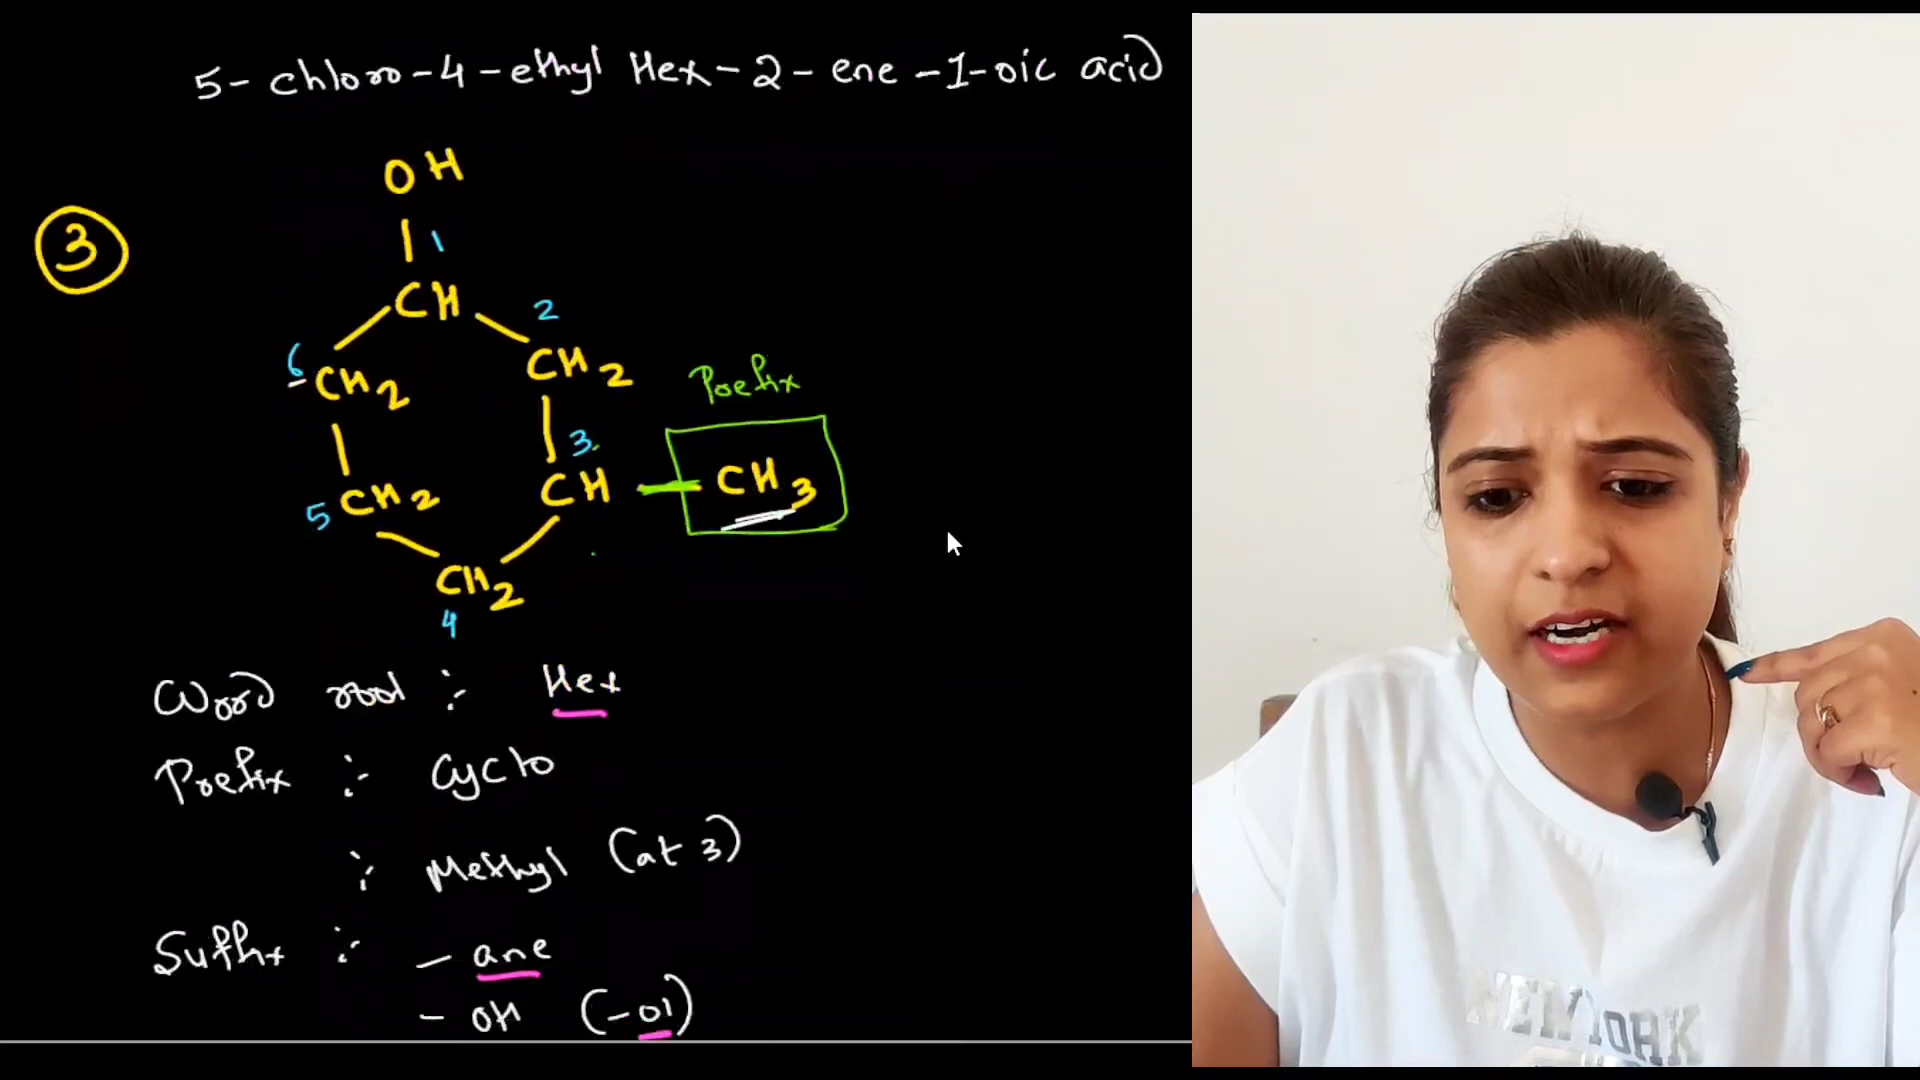 5-chloro-4-ethyl Hex-2-ene-1-oic acid
3
OH
1
CH
2
6
CH2
CH2
Prefix
3.
CH
CH3
5
CH2
CH2
4
Word root :- Hex
Prefix :- Cyclo
:- Methyl (at 3)
Suffix :- -ane
-OH (-ol)
NEW YORK